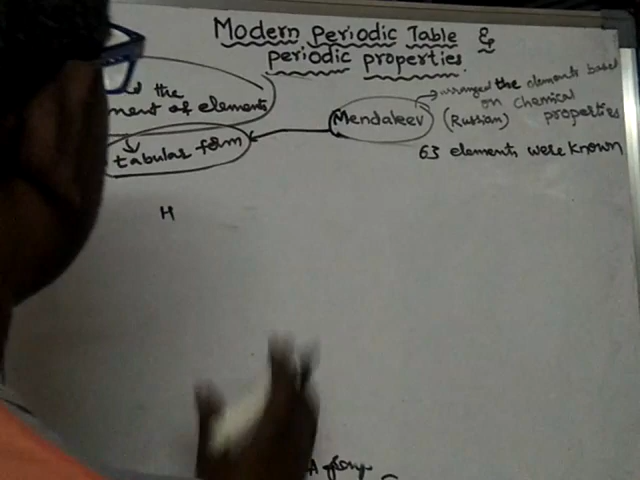 Modern Periodic Table &
periodic properties.
the
ment of elements
tabular form
Mendaleev
(Russian)
arranged the elements based
on chemical
properties
63 elements were known
H
A